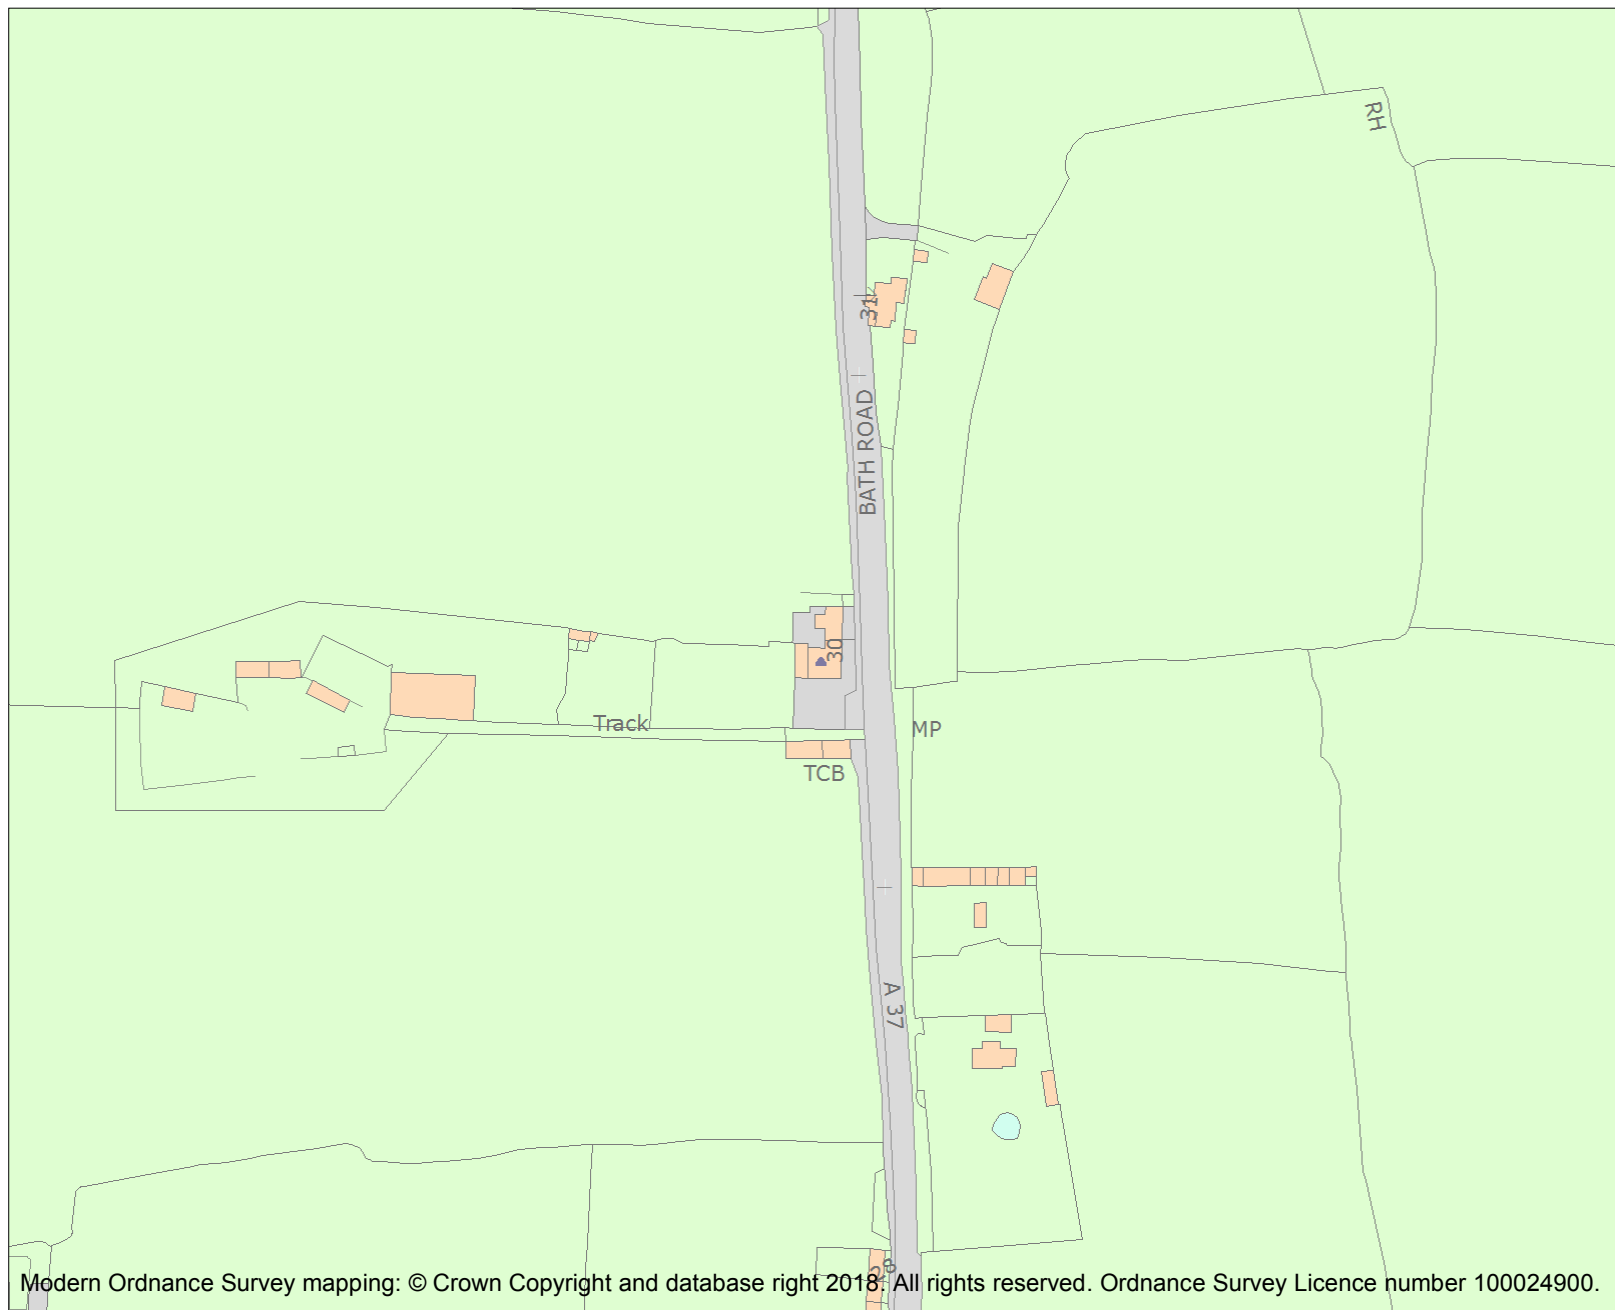 RH
31
BATH ROAD
30
Track
MP
TCB
A 37
28
Modern Ordnance Survey mapping: © Crown Copyright and database right 2018. All rights reserved. Ordnance Survey Licence number 100024900.